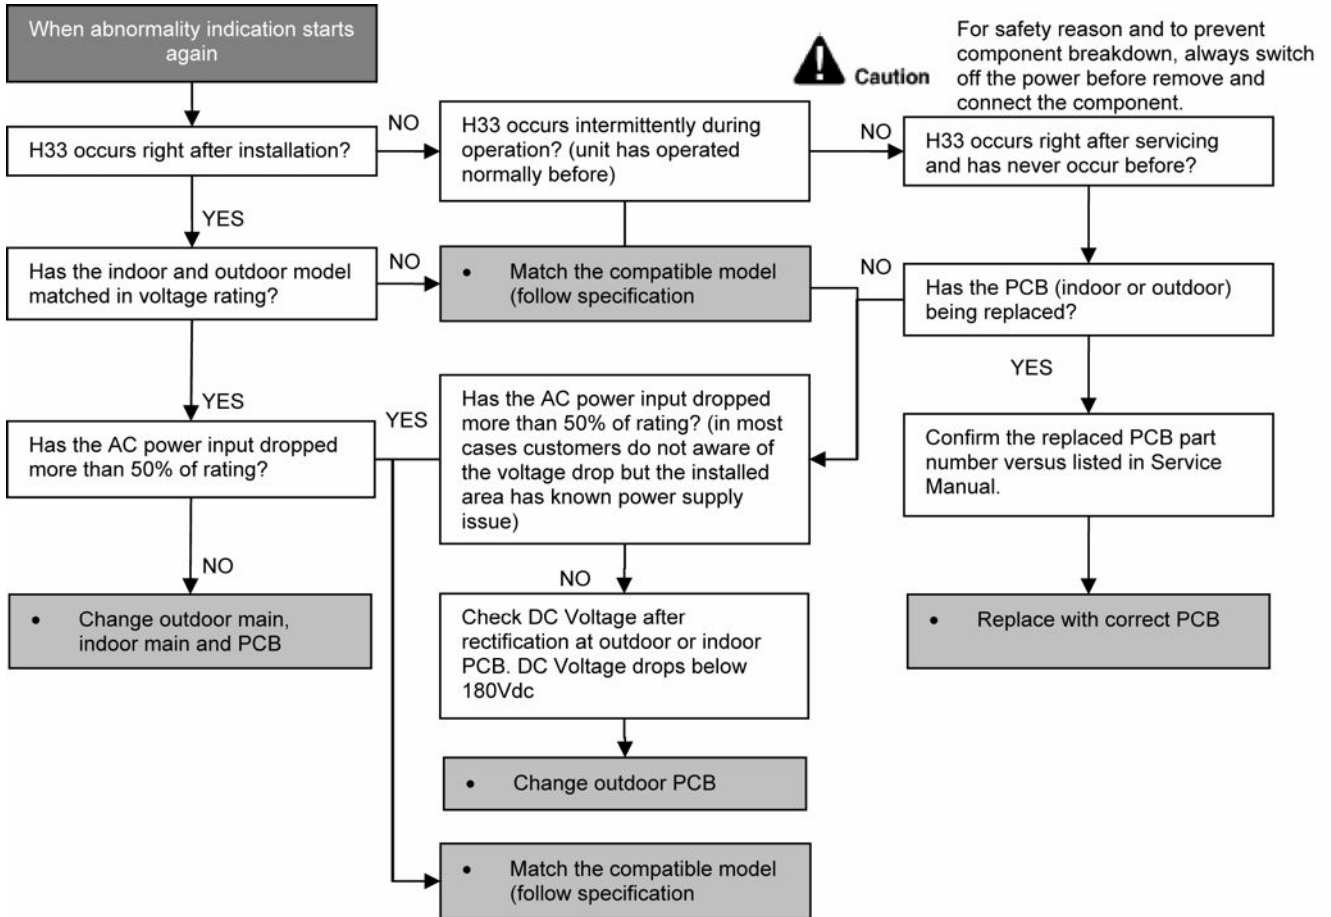 When abnormality indication starts
again
Caution
For safety reason and to prevent
component breakdown, always switch
off the power before remove and
connect the component.
H33 occurs right after installation?
NO
H33 occurs intermittently during
operation? (unit has operated
normally before)
NO
H33 occurs right after servicing
and has never occur before?
YES
Has the indoor and outdoor model
matched in voltage rating?
NO
• Match the compatible model
(follow specification
NO
Has the PCB (indoor or outdoor)
being replaced?
YES
YES
Has the AC power input dropped
more than 50% of rating?
YES
Has the AC power input dropped
more than 50% of rating? (in most
cases customers do not aware of
the voltage drop but the installed
area has known power supply
issue)
Confirm the replaced PCB part
number versus listed in Service
Manual.
NO
• Change outdoor main,
indoor main and PCB
NO
Check DC Voltage after
rectification at outdoor or indoor
PCB. DC Voltage drops below
180Vdc
• Replace with correct PCB
• Change outdoor PCB
• Match the compatible model
(follow specification